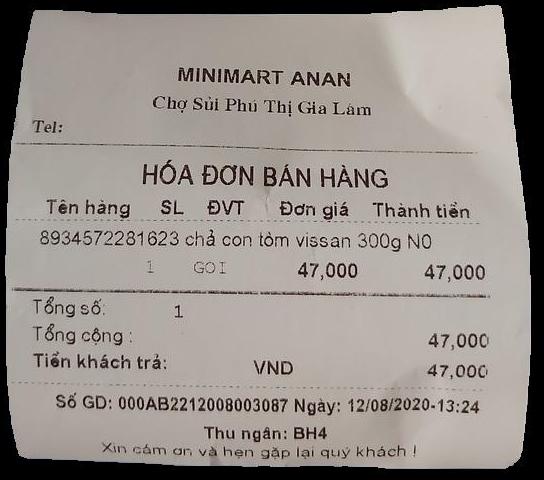 MINIMART ANAN
Chợ Sủi Phú Thị Gia Lâm
Tel:
HÓA ĐƠN BÁN HÀNG
Tên hàng SL ĐVT Đơn giá Thành tiền
8934572281623 chả con tôm vissan 300g N0
1 GOI 47,000 47,000
Tổng số: 1
Tổng cộng : 47,000
Tiền khách trả: VND 47,000
Số GD: 000AB2212008003087 Ngày: 12/08/2020-13:24
Thu ngân: BH4
Xin cám ơn và hẹn gặp lại quý khách !